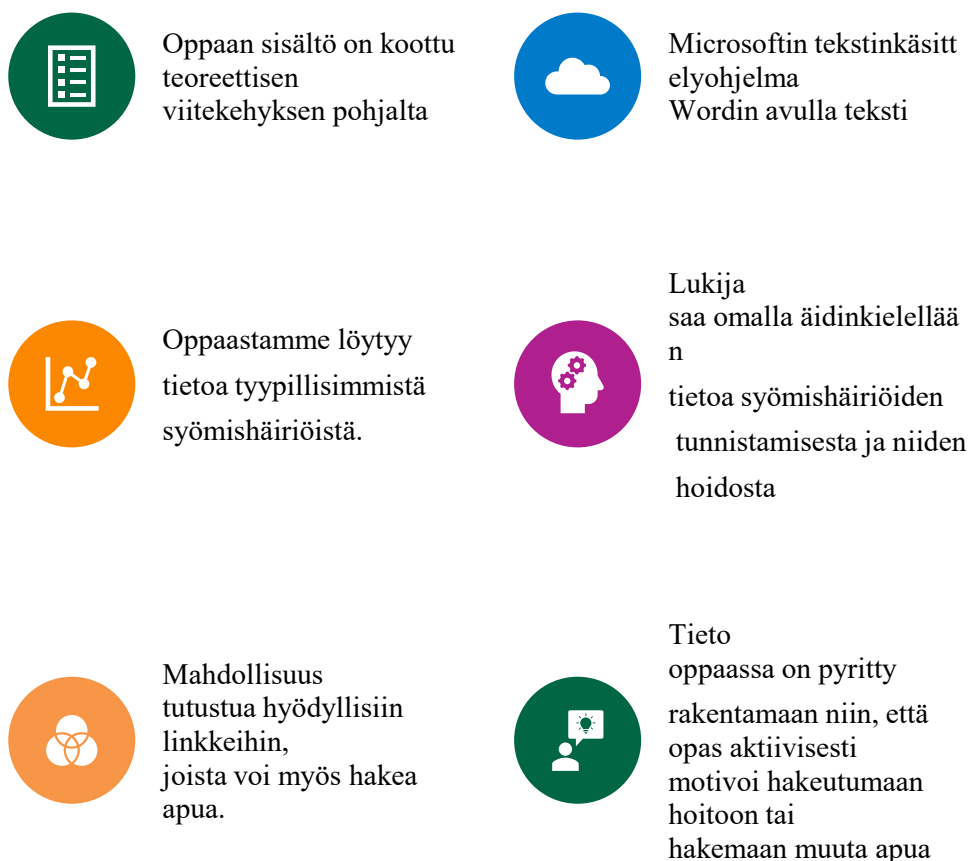 Oppaan sisältö on koottu
teoreettisen
viitekehyksen pohjalta
Microsoftin tekstinkäsitt
elyohjelma
Wordin avulla teksti
Oppaastamme löytyy
tietoa tyypillisimmistä
syömishäiriöistä.
Lukija
saa omalla äidinkielellää
n
tietoa syömishäiriöiden
tunnistamisesta ja niiden
hoidosta
Mahdollisuus
tutustua hyödyllisiin
linkkeihin,
joista voi myös hakea
apua.
Tieto
oppaassa on pyritty
rakentamaan niin, että
opas aktiivisesti
motivoi hakeutumaan
hoitoon tai
hakemaan muuta apua